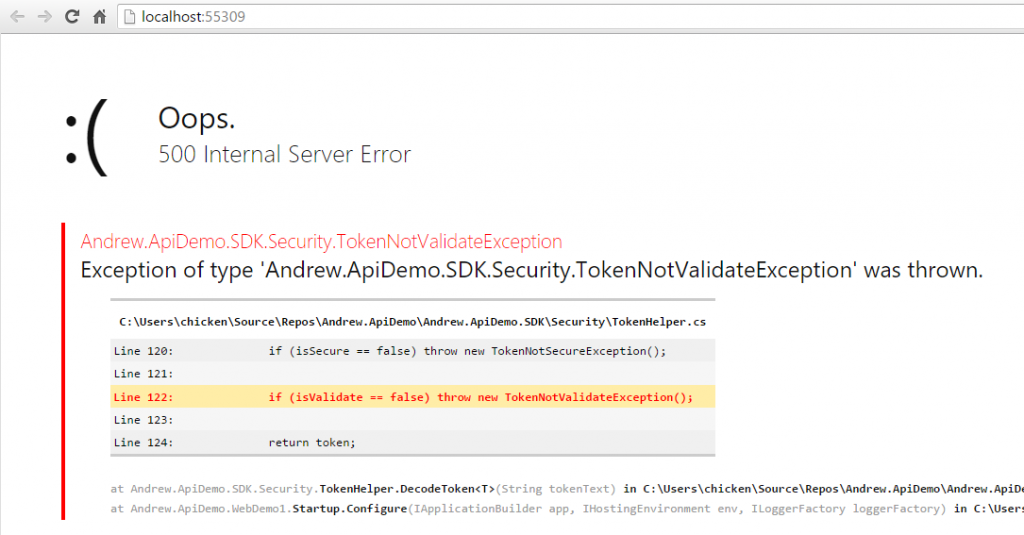 localhost:55309
:(
Oops.
500 Internal Server Error
Andrew.ApiDemo.SDK.Security.TokenNotValidateException
Exception of type 'Andrew.ApiDemo.SDK.Security.TokenNotValidateException' was thrown.
C:\Users\chicken\Source\Repos\Andrew.ApiDemo\Andrew.ApiDemo.SDK\Security\TokenHelper.cs
Line 120: if (isSecure == false) throw new TokenNotSecureException();
Line 121:
Line 122: if (isValidate == false) throw new TokenNotValidateException();
Line 123:
Line 124: return token;
at Andrew.ApiDemo.SDK.Security.TokenHelper.DecodeToken<T>(String tokenText) in C:\Users\chicken\Source\Repos\Andrew.ApiDemo\Andrew.ApiDe
at Andrew.ApiDemo.WebDemo1.Startup.Configure(IApplicationBuilder app, IHostingEnvironment env, ILoggerFactory loggerFactory) in C:\Users